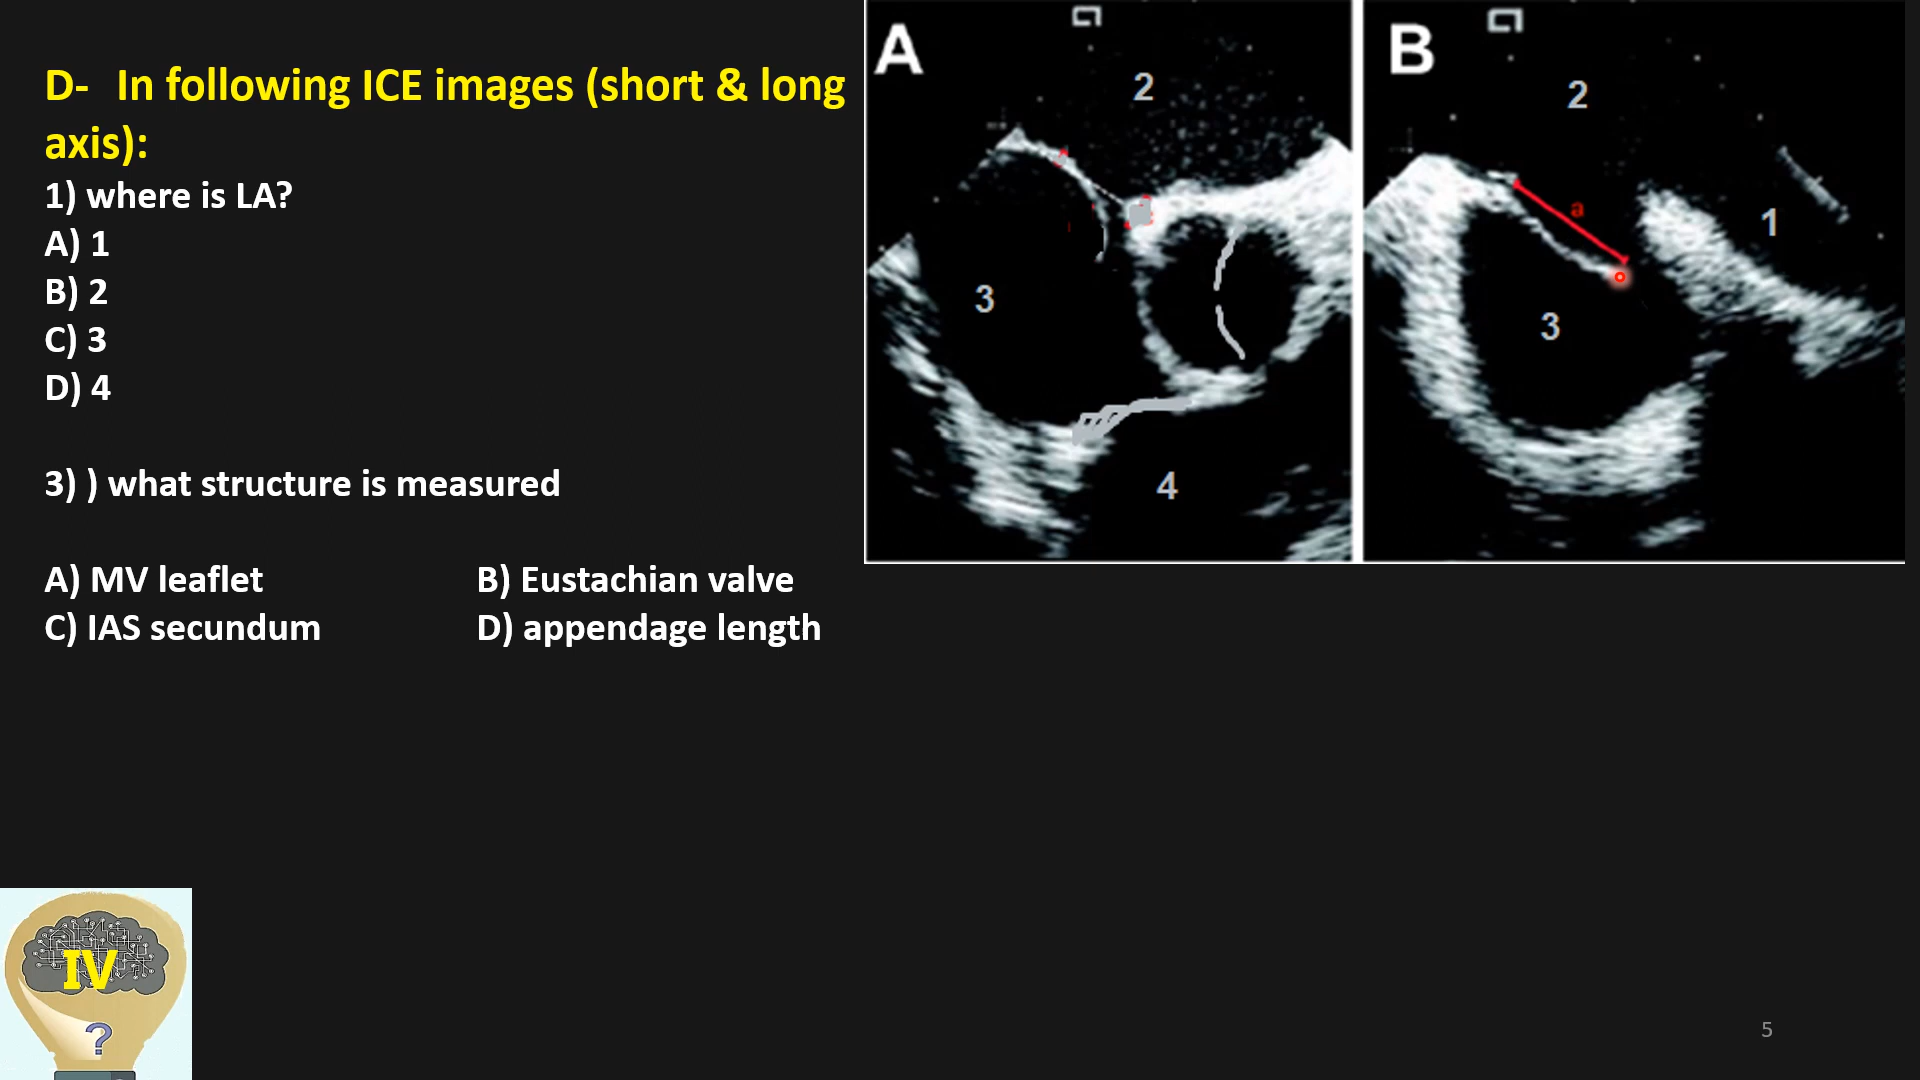 D- In following ICE images (short & long
axis):
1) where is LA?
A) 1
B) 2
C) 3
D) 4
3) ) what structure is measured
A) MV leaflet B) Eustachian valve
C) IAS secundum D) appendage length
A
2
3
4
B
2
a
1
3
IV
?
5